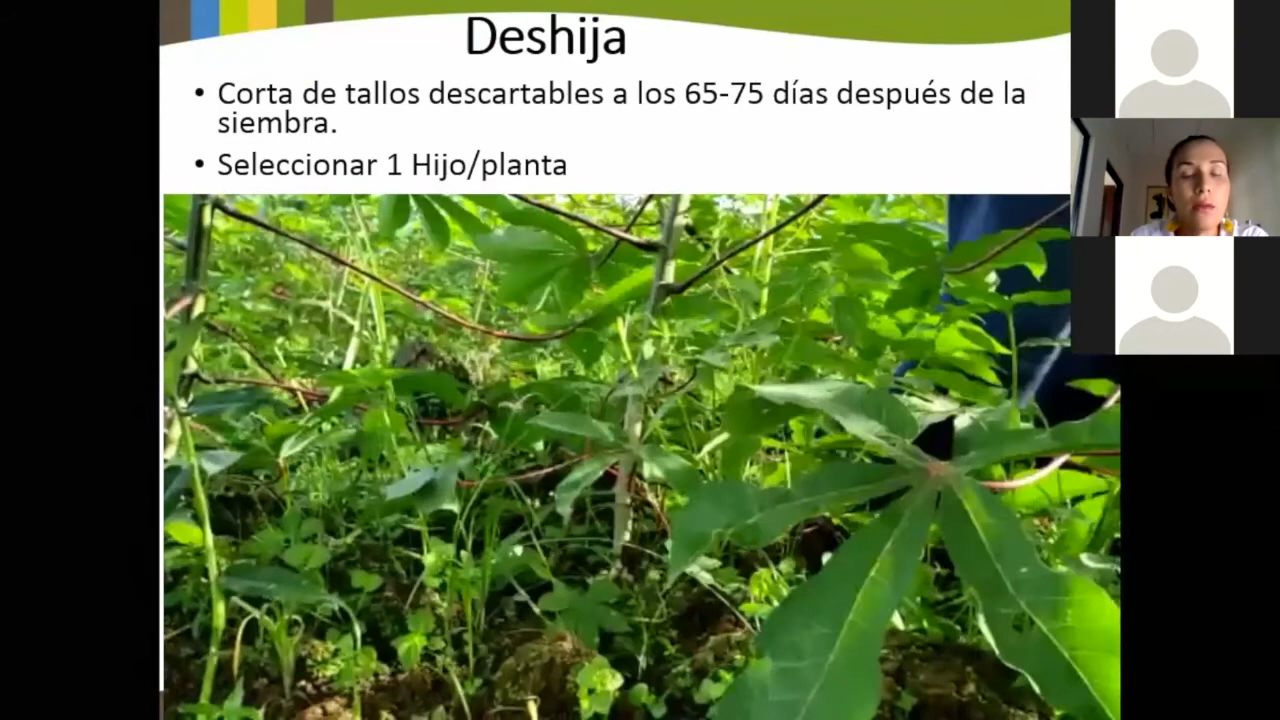 Deshija
• Corta de tallos descartables a los 65-75 días después de la
siembra.
• Seleccionar 1 Hijo/planta